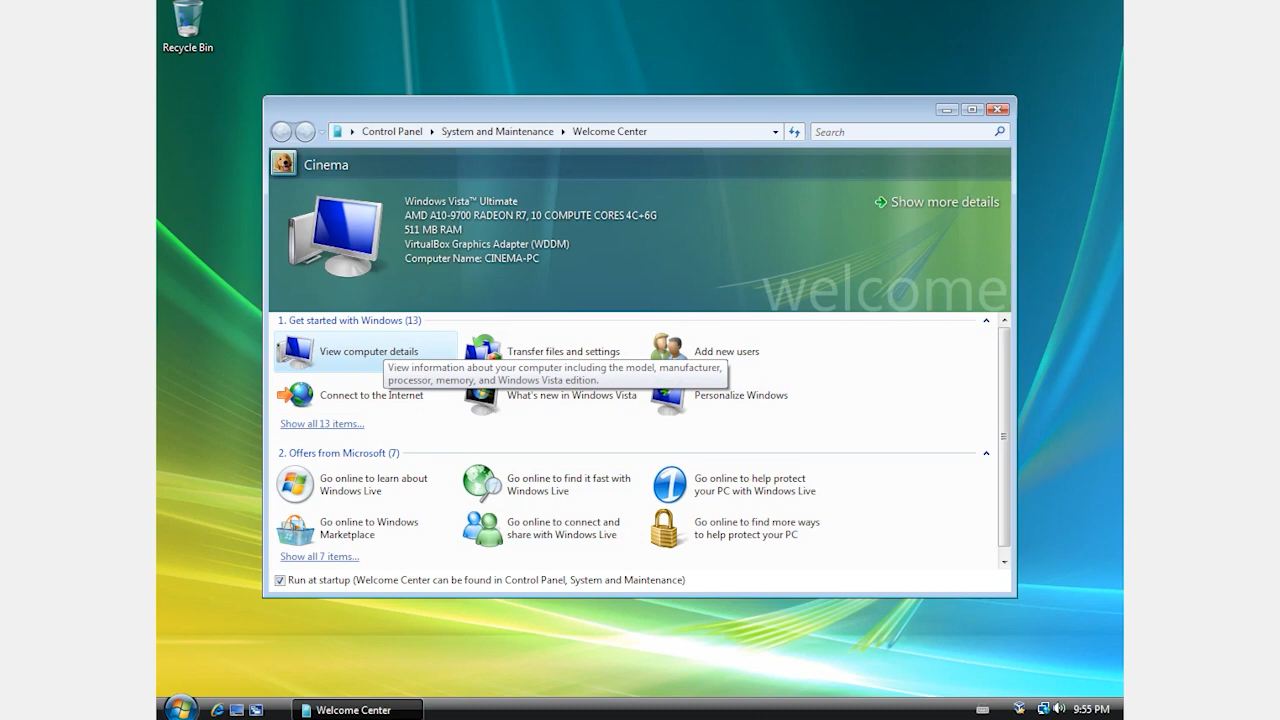 Recycle Bin
Control Panel
System and Maintenance
Welcome Center
Search
Cinema
Windows Vista™ Ultimate
AMD A10-9700 RADEON R7, 10 COMPUTE CORES 4C+6G
511 MB RAM
VirtualBox Graphics Adapter (WDDM)
Computer Name: CINEMA-PC
Show more details
welcome
1. Get started with Windows (13)
View computer details
Transfer files and settings
Add new users
View information about your computer including the model, manufacturer,
processor, memory, and Windows Vista edition.
Connect to the Internet
What's new in Windows Vista
Personalize Windows
Show all 13 items...
2. Offers from Microsoft (7)
Go online to learn about
Windows Live
Go online to find it fast with
Windows Live
Go online to help protect
your PC with Windows Live
Go online to Windows
Marketplace
Go online to connect and
share with Windows Live
Go online to find more ways
to help protect your PC
Show all 7 items...
Run at startup (Welcome Center can be found in Control Panel, System and Maintenance)
Welcome Center
9:55 PM